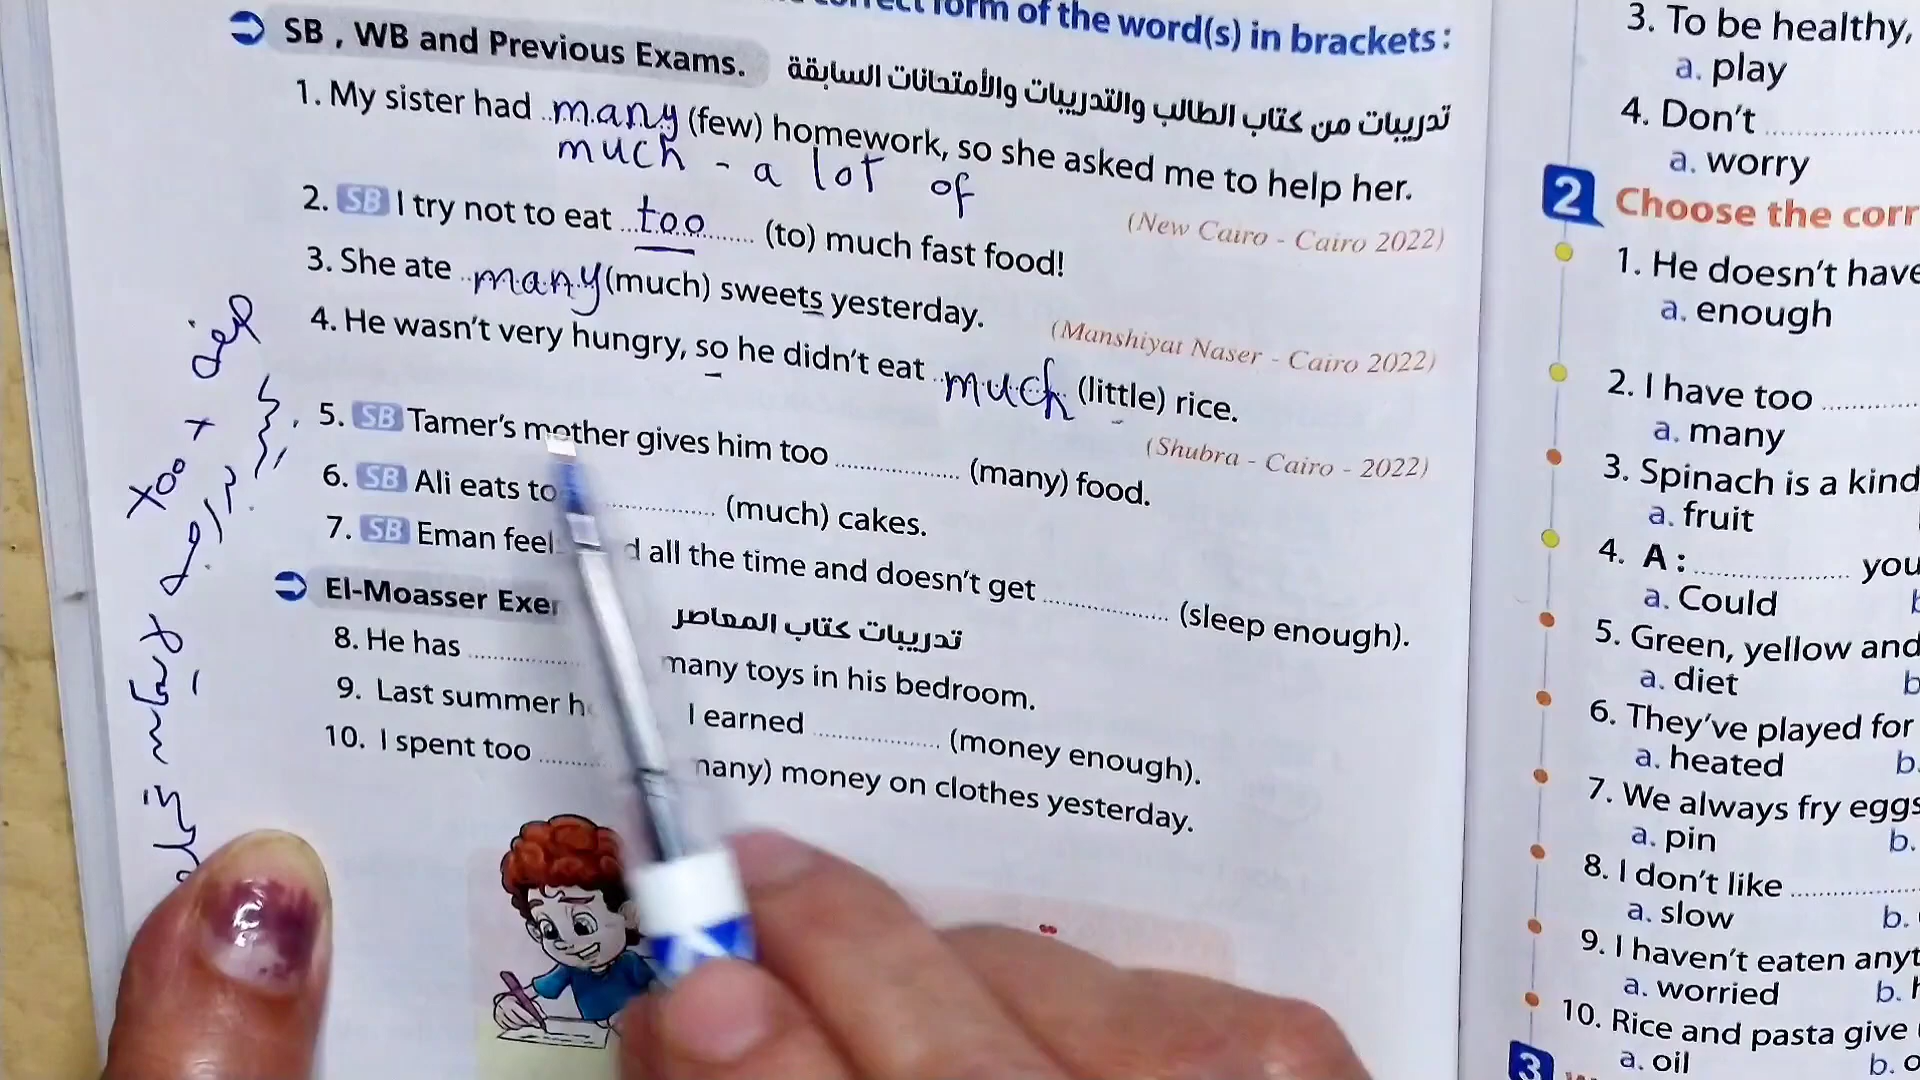 correct form of the word(s) in brackets :
SB , WB and Previous Exams. تدريبات من كتاب الطالب والتدريبات والأمتحانات السابقة
1. My sister had many (few) homework, so she asked me to help her.
much - a lot of
(New Cairo - Cairo 2022)
2. SB I try not to eat too (to) much fast food!
3. She ate many (much) sweets yesterday.
(Manshiyat Naser - Cairo 2022)
4. He wasn't very hungry, so he didn't eat much (little) rice.
(Shubra - Cairo - 2022)
5. SB Tamer's mother gives him too (many) food.
6. SB Ali eats (much) cakes.
7. SB Eman all the time and doesn't get (sleep enough).
El-Moasser تدريبات كتاب المعاصر
8. He has many toys in his bedroom.
9. Last summer I earned (money enough).
10. I spent too money on clothes yesterday.
too +
3. To be healthy,
a. play
4. Don't
a. worry
2 Choose the
1. He doesn't have
a. enough
2. I have too
a. many
3. Spinach is a kind
a. fruit
4. A : you
a. Could
5. Green, yellow and
a. diet
6. They've played for
a. heated b.
7. We always fry eggs
a. pin b.
8. I don't like
a. slow b.
9. I haven't eaten
a. worried b.
10. Rice and pasta give
a. oil b.
3